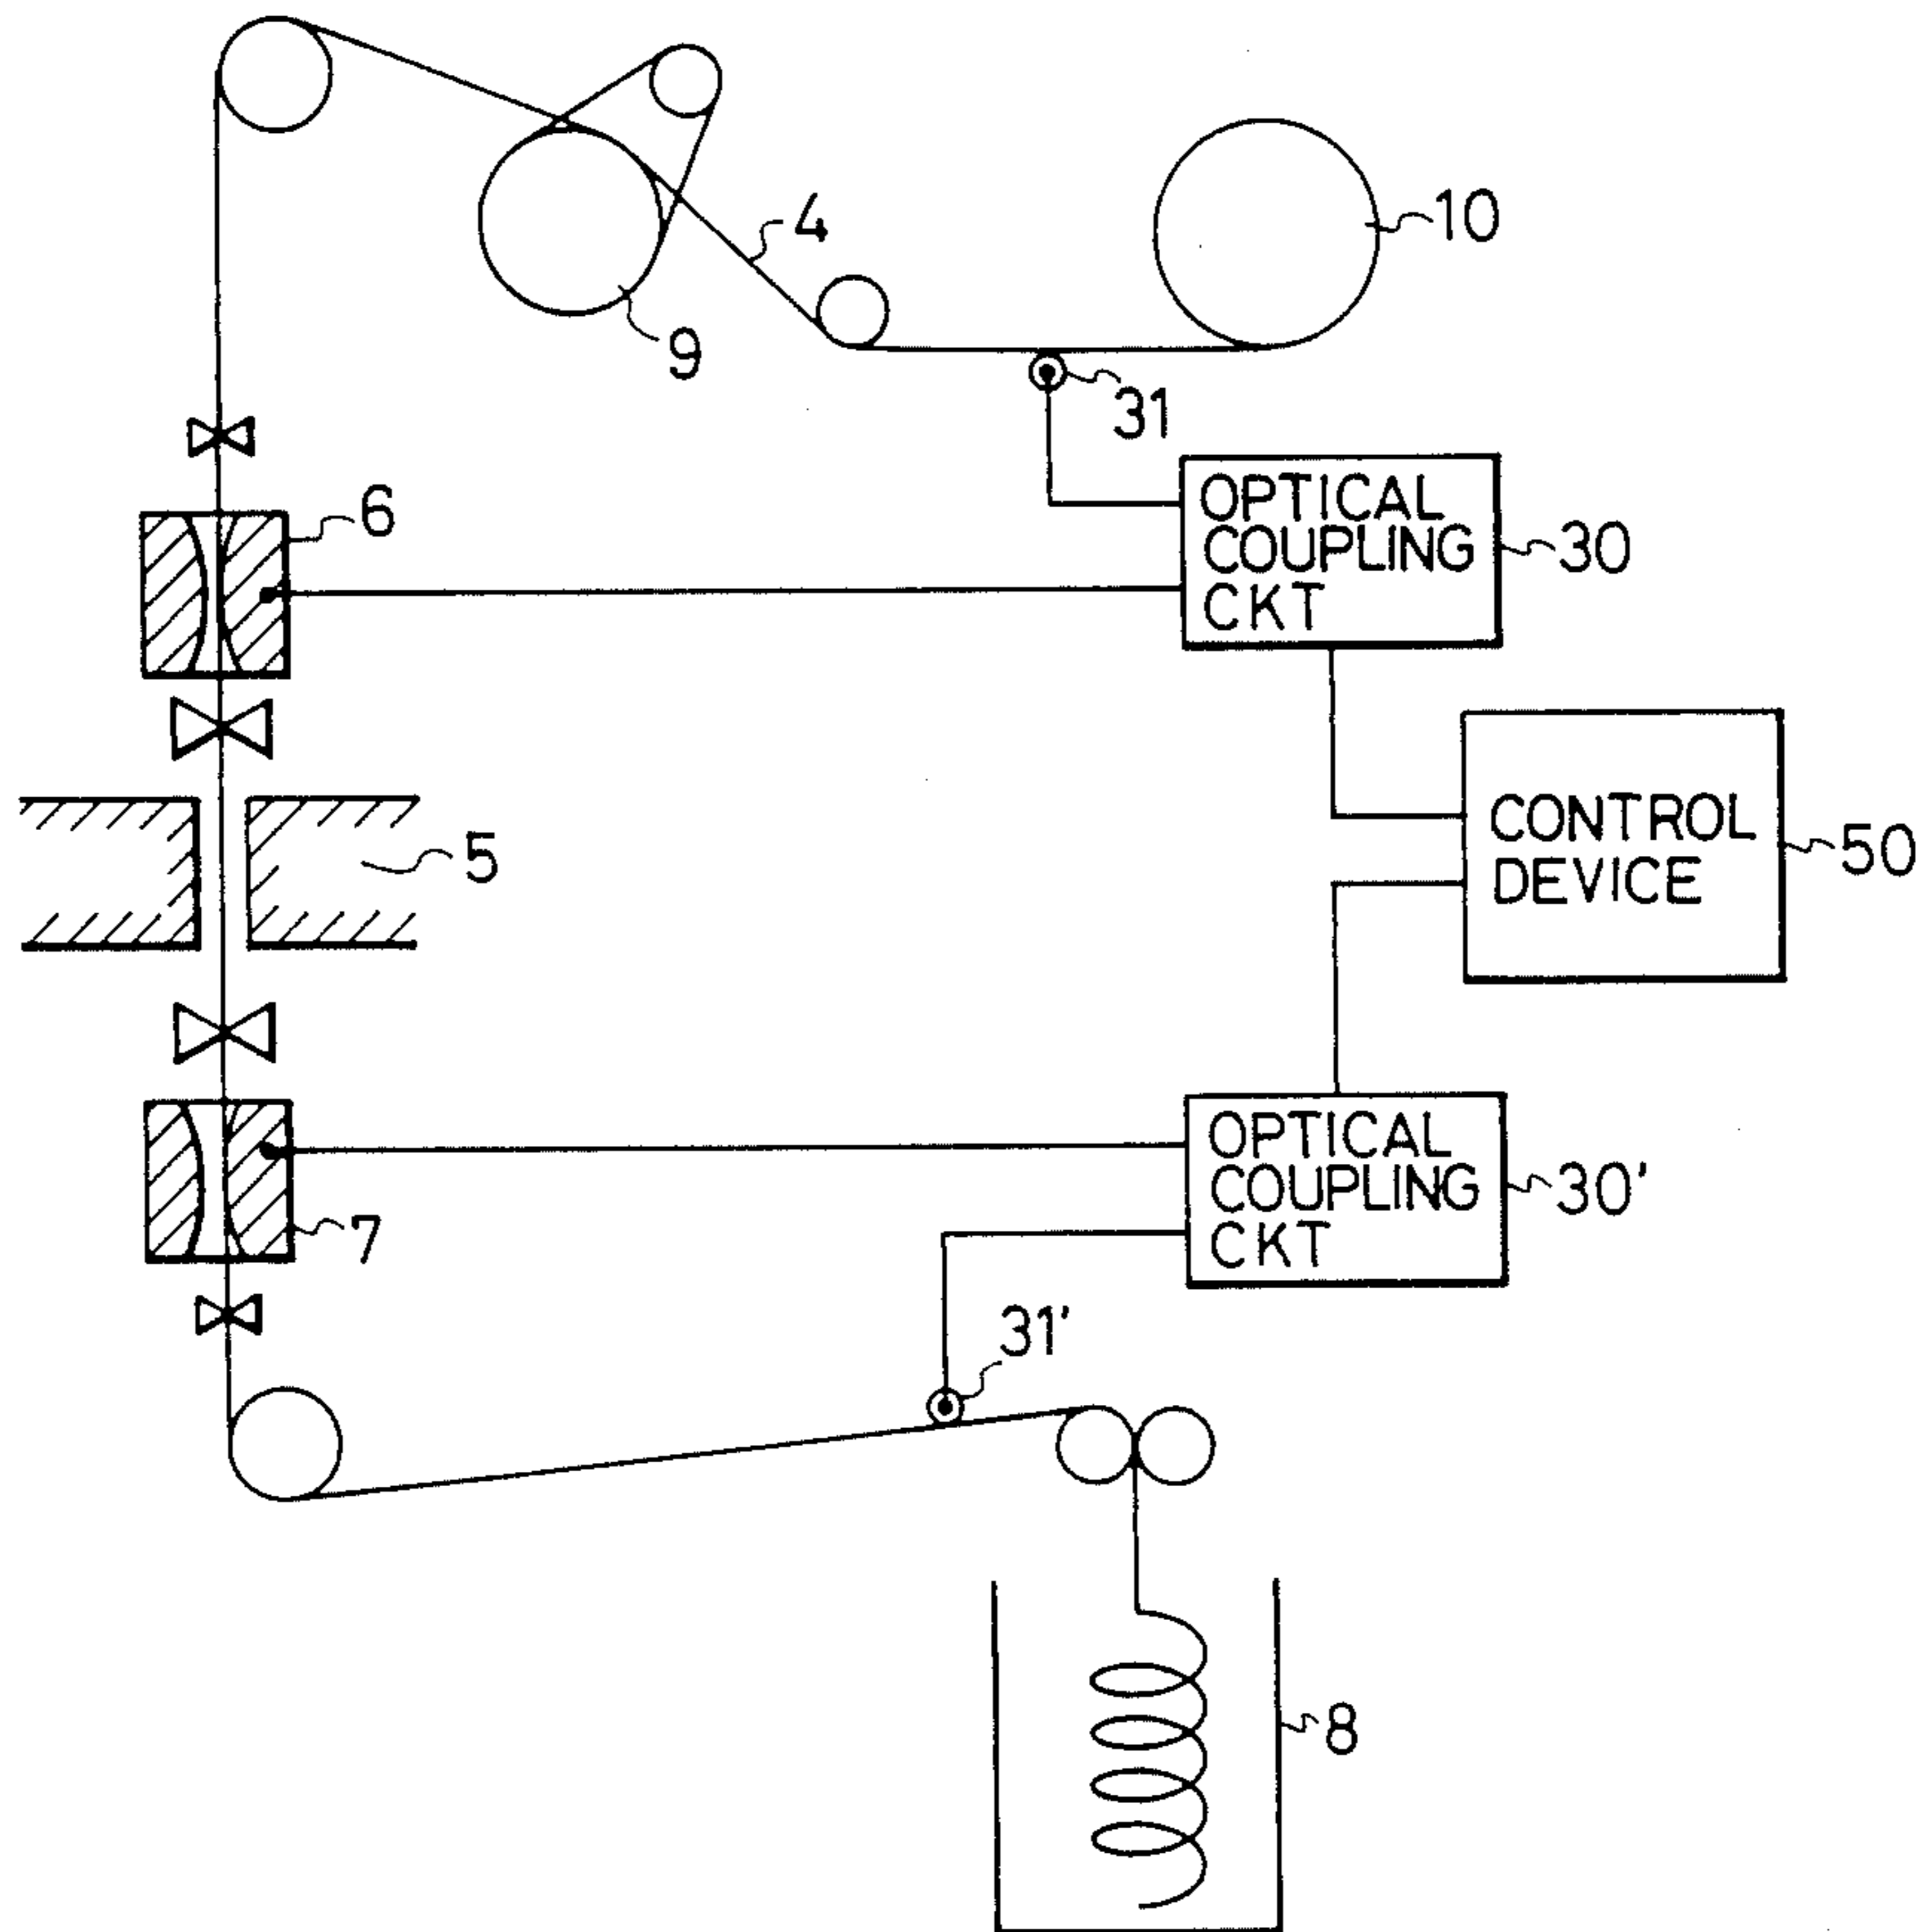 4
10
9
31
6
OPTICAL
COUPLING
CKT
30
CONTROL
DEVICE
50
5
OPTICAL
COUPLING
CKT
30'
7
31'
8